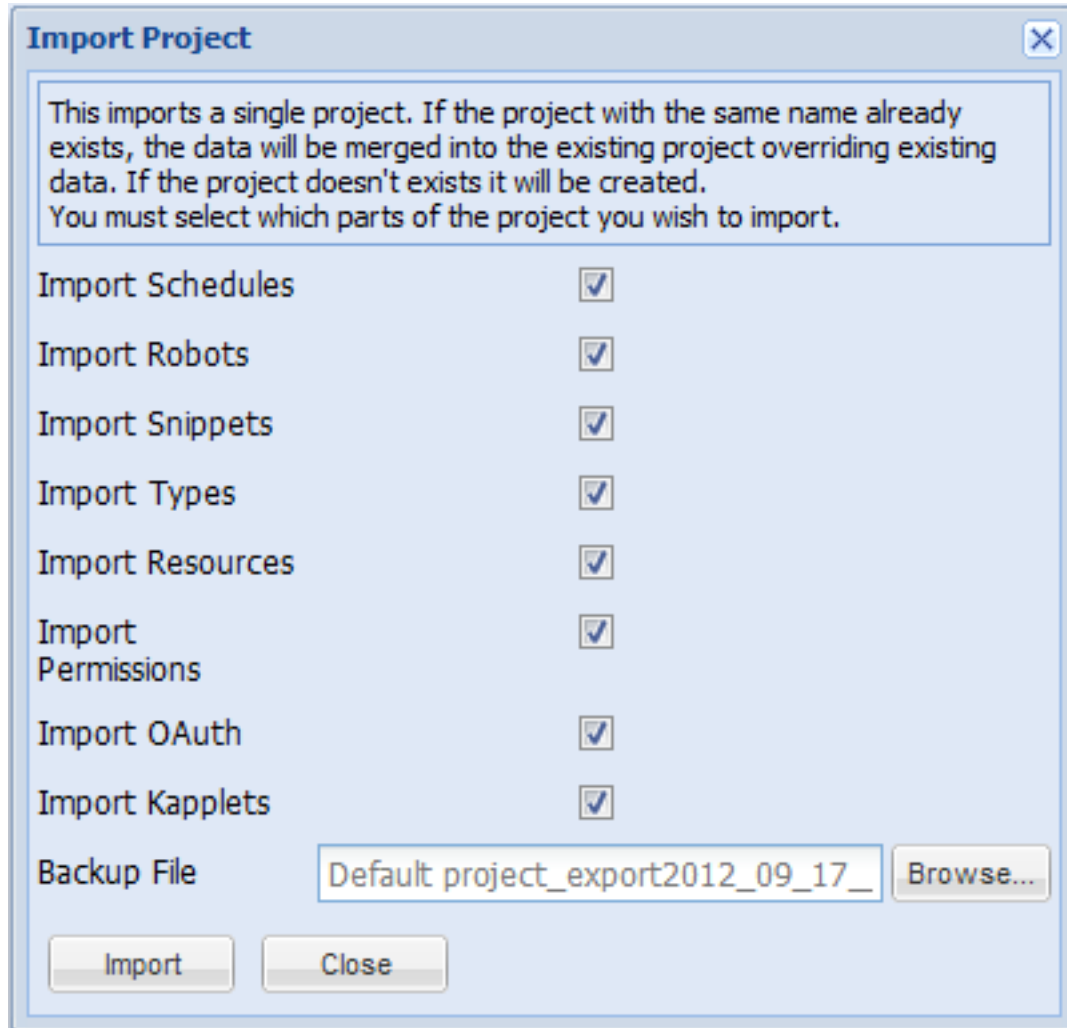 Import Project
This imports a single project. If the project with the same name already
exists, the data will be merged into the existing project overriding existing
data. If the project doesn't exists it will be created.
You must select which parts of the project you wish to import.
Import Schedules
Import Robots
Import Snippets
Import Types
Import Resources
Import
Permissions
Import OAuth
Import Kapplets
Backup File Default project_export2012_09_17_ Browse...
Import Close